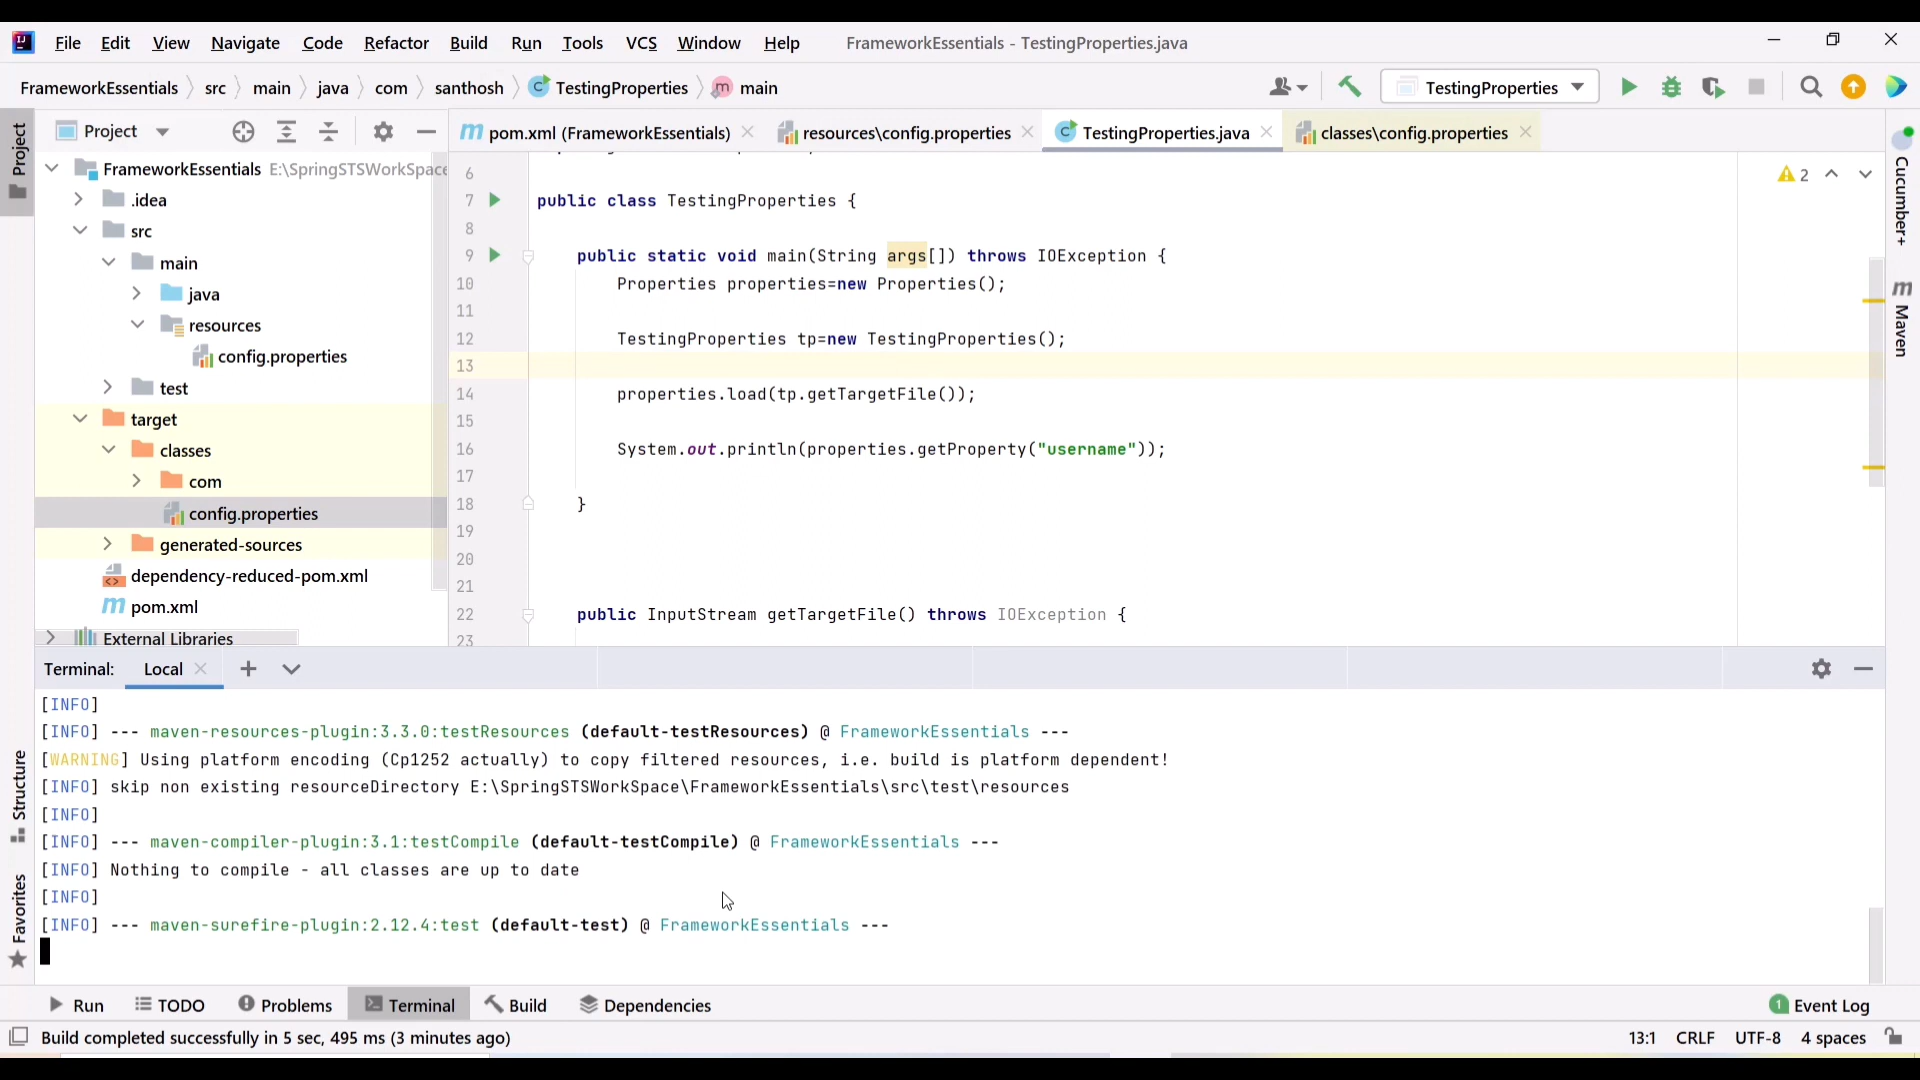 File Edit View Navigate Code Refactor Build Run Tools VCS Window Help FrameworkEssentials - TestingProperties.java
FrameworkEssentials src main java com santhosh TestingProperties main TestingProperties
Project pom.xml (FrameworkEssentials) resources\config.properties TestingProperties.java classes\config.properties
Project
Cucumber+
Maven
FrameworkEssentials E:\SpringSTSWorkSpace
.idea
src
main
java
resources
config.properties
test
target
classes
com
config.properties
generated-sources
dependency-reduced-pom.xml
pom.xml
External Libraries
2
6
7 public class TestingProperties {
8
9 public static void main(String args[]) throws IOException {
10 Properties properties=new Properties();
11
12 TestingProperties tp=new TestingProperties();
13
14 properties.load(tp.getTargetFile());
15
16 System.out.println(properties.getProperty("username"));
17
18 }
19
20
21
22 public InputStream getTargetFile() throws IOException {
23
Terminal: Local
[INFO]
[INFO] --- maven-resources-plugin:3.3.0:testResources (default-testResources) @ FrameworkEssentials ---
[WARNING] Using platform encoding (Cp1252 actually) to copy filtered resources, i.e. build is platform dependent!
[INFO] skip non existing resourceDirectory E:\SpringSTSWorkSpace\FrameworkEssentials\src\test\resources
[INFO]
[INFO] --- maven-compiler-plugin:3.1:testCompile (default-testCompile) @ FrameworkEssentials ---
[INFO] Nothing to compile - all classes are up to date
[INFO]
[INFO] --- maven-surefire-plugin:2.12.4:test (default-test) @ FrameworkEssentials ---
Structure
Favorites
Run TODO Problems Terminal Build Dependencies 1 Event Log
Build completed successfully in 5 sec, 495 ms (3 minutes ago) 13:1 CRLF UTF-8 4 spaces